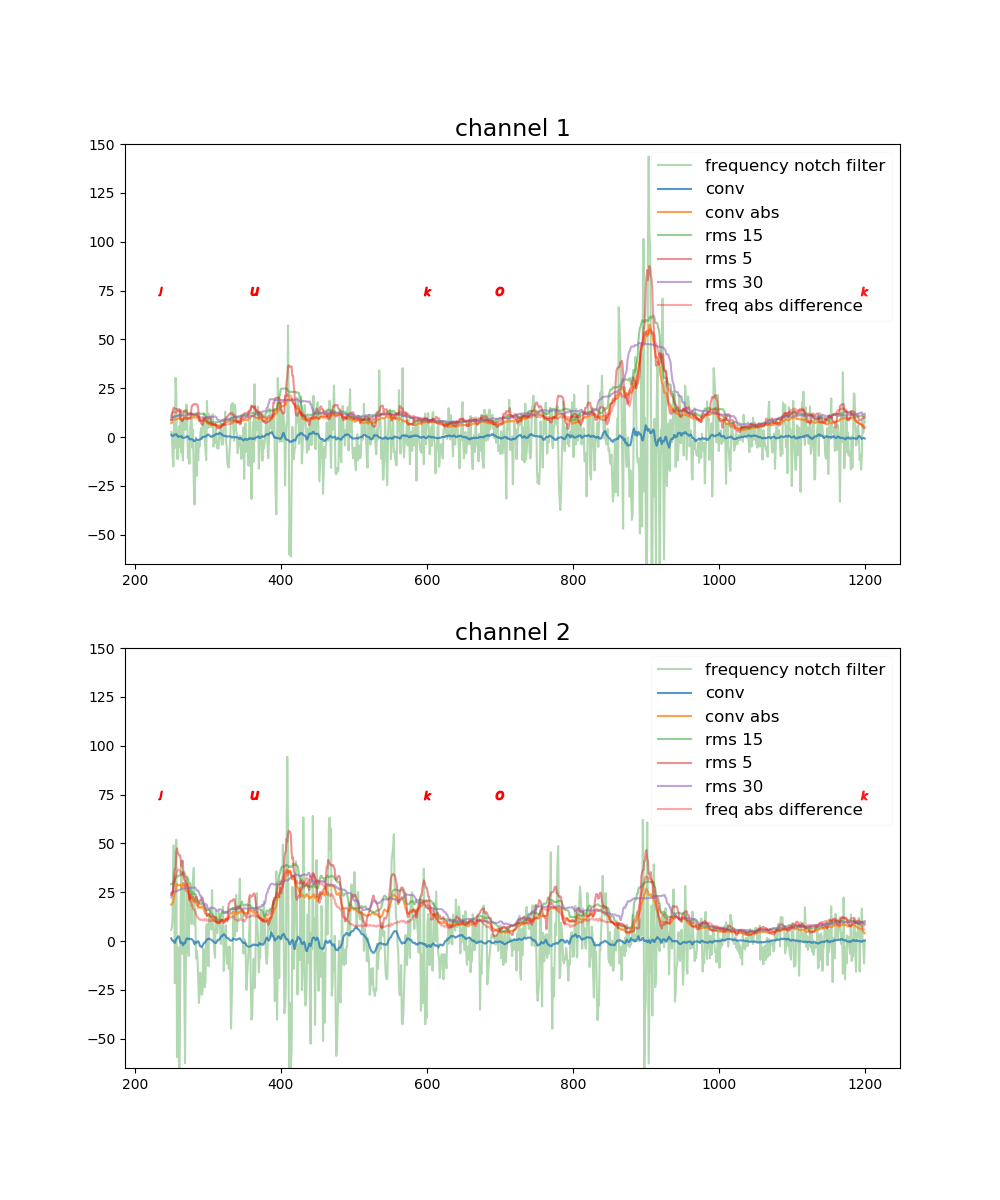 channel 1
150
125
100
75
50
25
0
−25
−50
frequency notch filter
conv
conv abs
rms 15
rms 5
rms 30
freq abs difference
J u k o k
200 400 600 800 1000 1200
channel 2
150
125
100
75
50
25
0
−25
−50
frequency notch filter
conv
conv abs
rms 15
rms 5
rms 30
freq abs difference
J u k o k
200 400 600 800 1000 1200